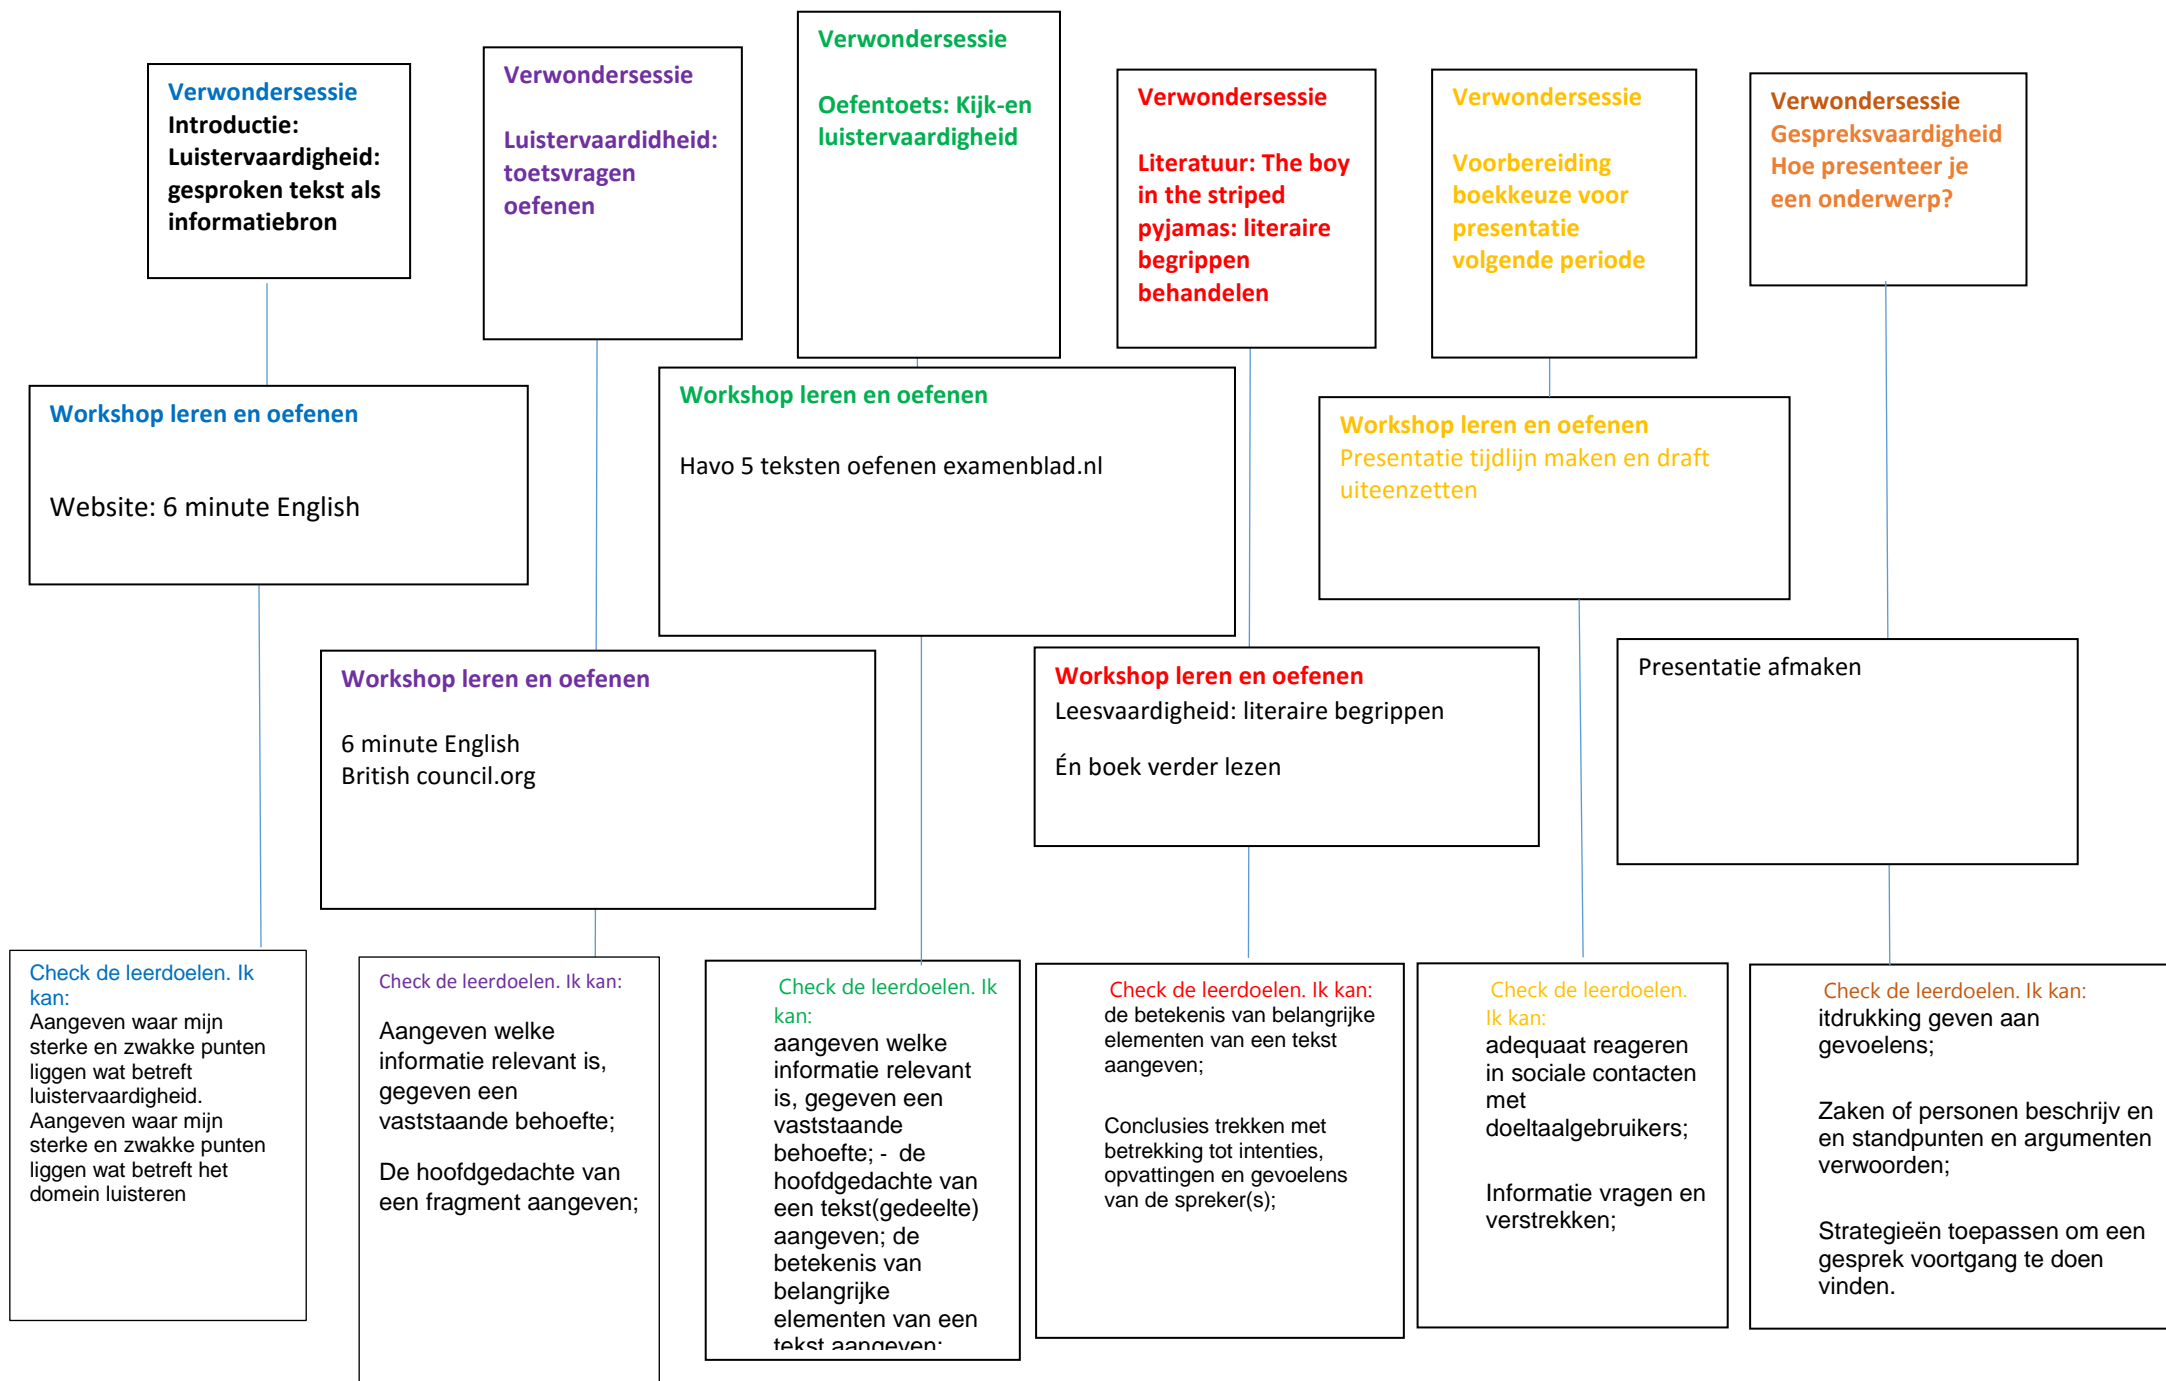 Verwondersessie
Introductie:
Luistervaardigheid:
gesproken tekst als
informatiebron
Verwondersessie
Luistervaardidheid:
toetsvragen
oefenen
Verwondersessie
Oefentoets: Kijk-en
luistervaardigheid
Verwondersessie
Literatuur: The boy
in the striped
pyjamas: literaire
begrippen
behandelen
Verwondersessie
Voorbereiding
boekkeuze voor
presentatie
volgende periode
Verwondersessie
Gespreksvaardigheid
Hoe presenteer je
een onderwerp?
Workshop leren en oefenen
Website: 6 minute English
Workshop leren en oefenen
Havo 5 teksten oefenen examenblad.nl
Workshop leren en oefenen
Presentatie tijdlijn maken en draft
uiteenzetten
Workshop leren en oefenen
6 minute English
British council.org
Workshop leren en oefenen
Leesvaardigheid: literaire begrippen
Én boek verder lezen
Presentatie afmaken
Check de leerdoelen. Ik
kan:
Aangeven waar mijn
sterke en zwakke punten
liggen wat betreft
luistervaardigheid.
Aangeven waar mijn
sterke en zwakke punten
liggen wat betreft het
domein luisteren
Check de leerdoelen. Ik kan:
Aangeven welke
informatie relevant is,
gegeven een
vaststaande behoefte;
De hoofdgedachte van
een fragment aangeven;
Check de leerdoelen. Ik
kan:
aangeven welke
informatie relevant
is, gegeven een
vaststaande
behoefte; - de
hoofdgedachte van
een tekst(gedeelte)
aangeven; de
betekenis van
belangrijke
elementen van een
tekst aangeven;
Check de leerdoelen. Ik kan:
de betekenis van belangrijke
elementen van een tekst
aangeven;
Conclusies trekken met
betrekking tot intenties,
opvattingen en gevoelens
van de spreker(s);
Check de leerdoelen.
Ik kan:
adequaat reageren
in sociale contacten
met
doeltaalgebruikers;
Informatie vragen en
verstrekken;
Check de leerdoelen. Ik kan:
itdrukking geven aan
gevoelens;
Zaken of personen beschrijv en
en standpunten en argumenten
verwoorden;
Strategieën toepassen om een
gesprek voortgang te doen
vinden.